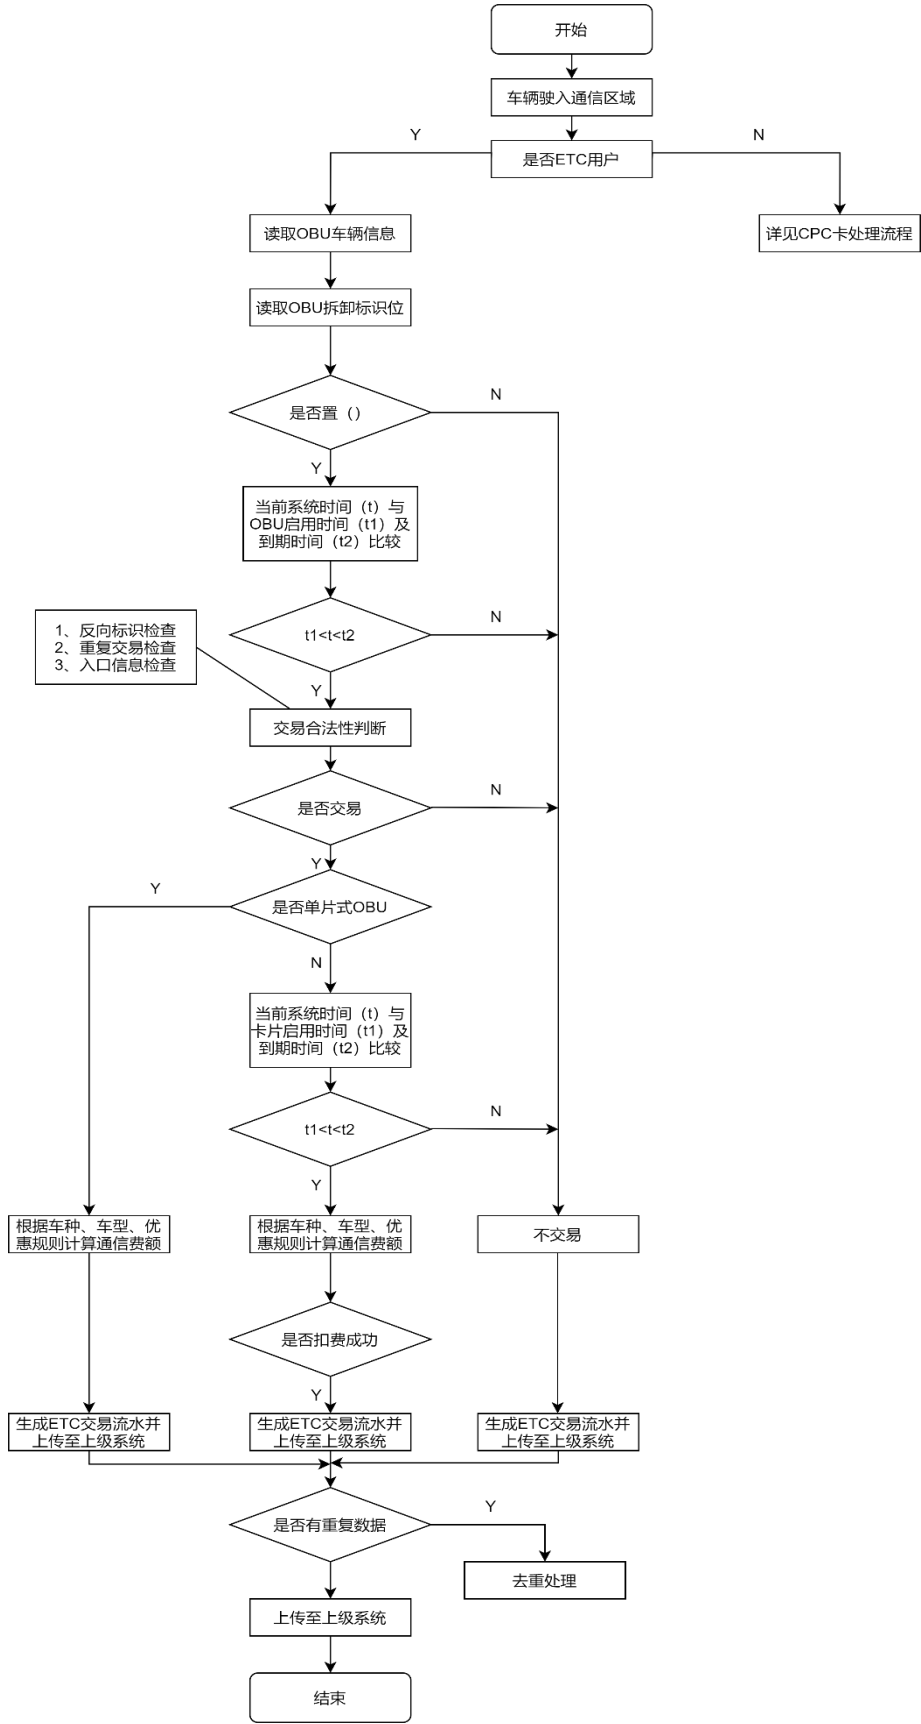 开始
车辆驶入通信区域
Y
N
是否ETC用户
读取OBU车辆信息
详见CPC卡处理流程
读取OBU拆卸标识位
N
是否置（）
Y
当前系统时间（t）与
OBU启用时间（t1）及
到期时间（t2）比较
1、反向标识检查
2、重复交易检查
3、入口信息检查
N
t1<t<t2
Y
交易合法性判断
N
是否交易
Y
Y
是否单片式OBU
N
当前系统时间（t）与
卡片启用时间（t1）及
到期时间（t2）比较
N
t1<t<t2
Y
根据车种、车型、优
惠规则计算通信费额
根据车种、车型、优
惠规则计算通信费额
不交易
是否扣费成功
Y
生成ETC交易流水并
上传至上级系统
生成ETC交易流水并
上传至上级系统
生成ETC交易流水并
上传至上级系统
Y
是否有重复数据
去重处理
上传至上级系统
结束